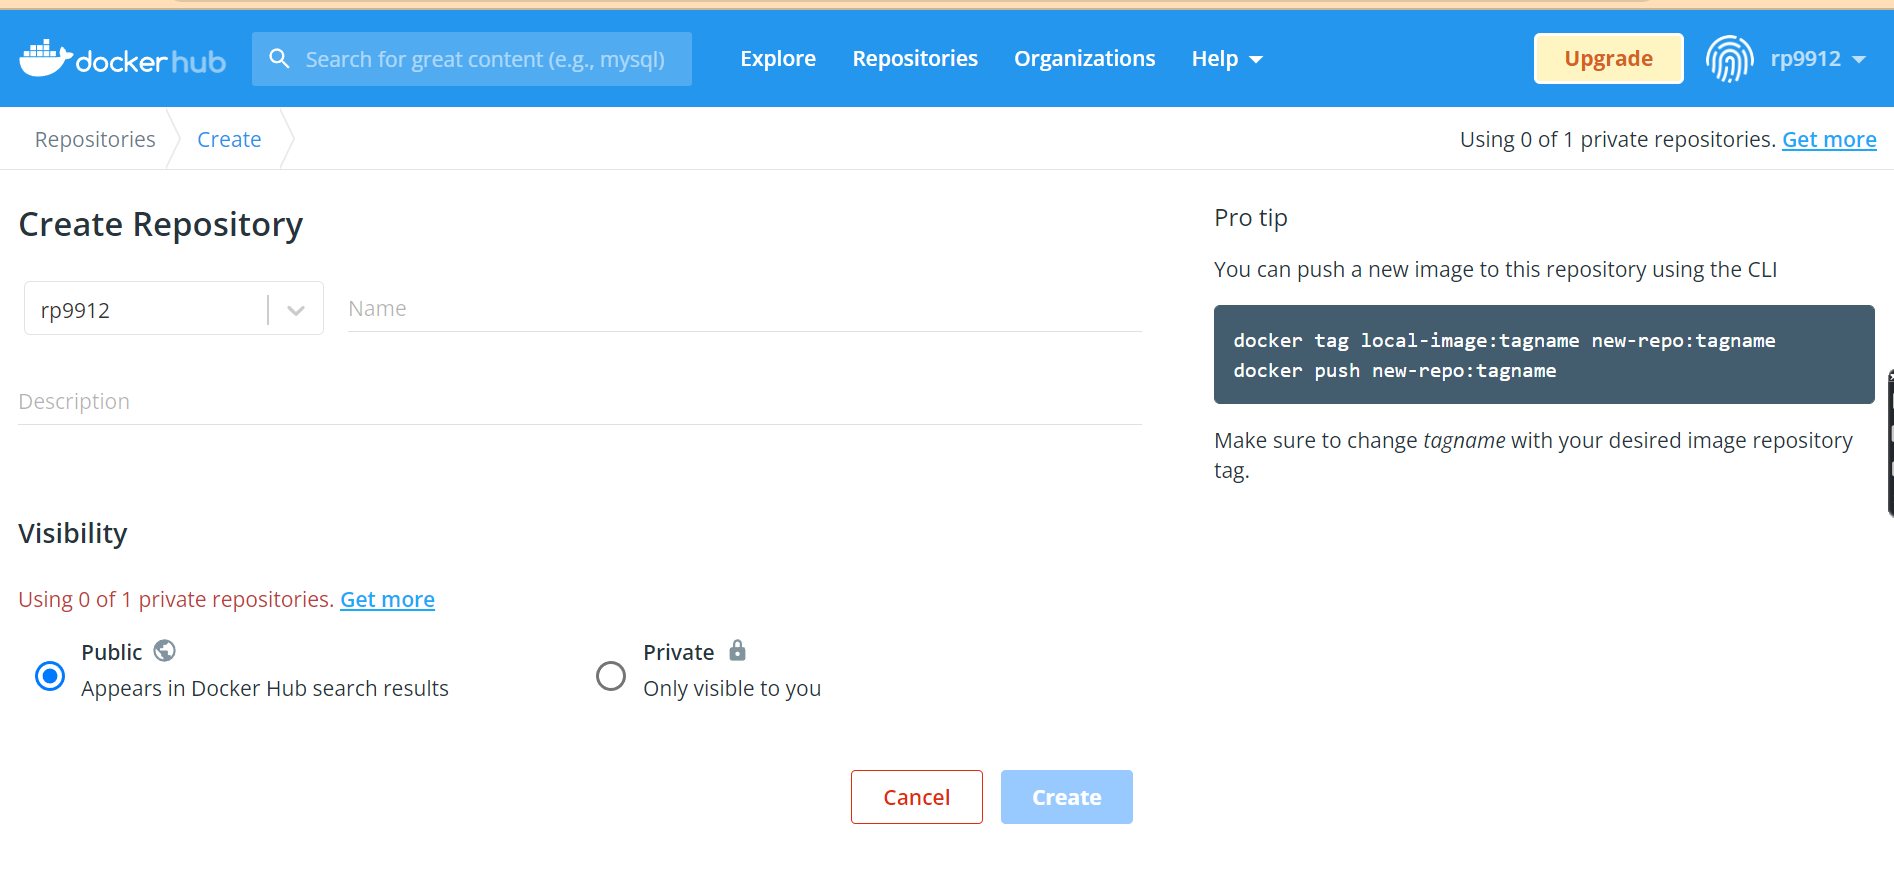 dockerhub
Search for great content (e.g., mysql)
Explore
Repositories
Organizations
Help
Upgrade
rp9912
Repositories
Create
Using 0 of 1 private repositories. Get more
Create Repository
rp9912
Name
Description
Visibility
Using 0 of 1 private repositories. Get more
Public
Appears in Docker Hub search results
Private
Only visible to you
Cancel
Create
Pro tip
You can push a new image to this repository using the CLI
docker tag local-image:tagname new-repo:tagname
docker push new-repo:tagname
Make sure to change tagname with your desired image repository
tag.